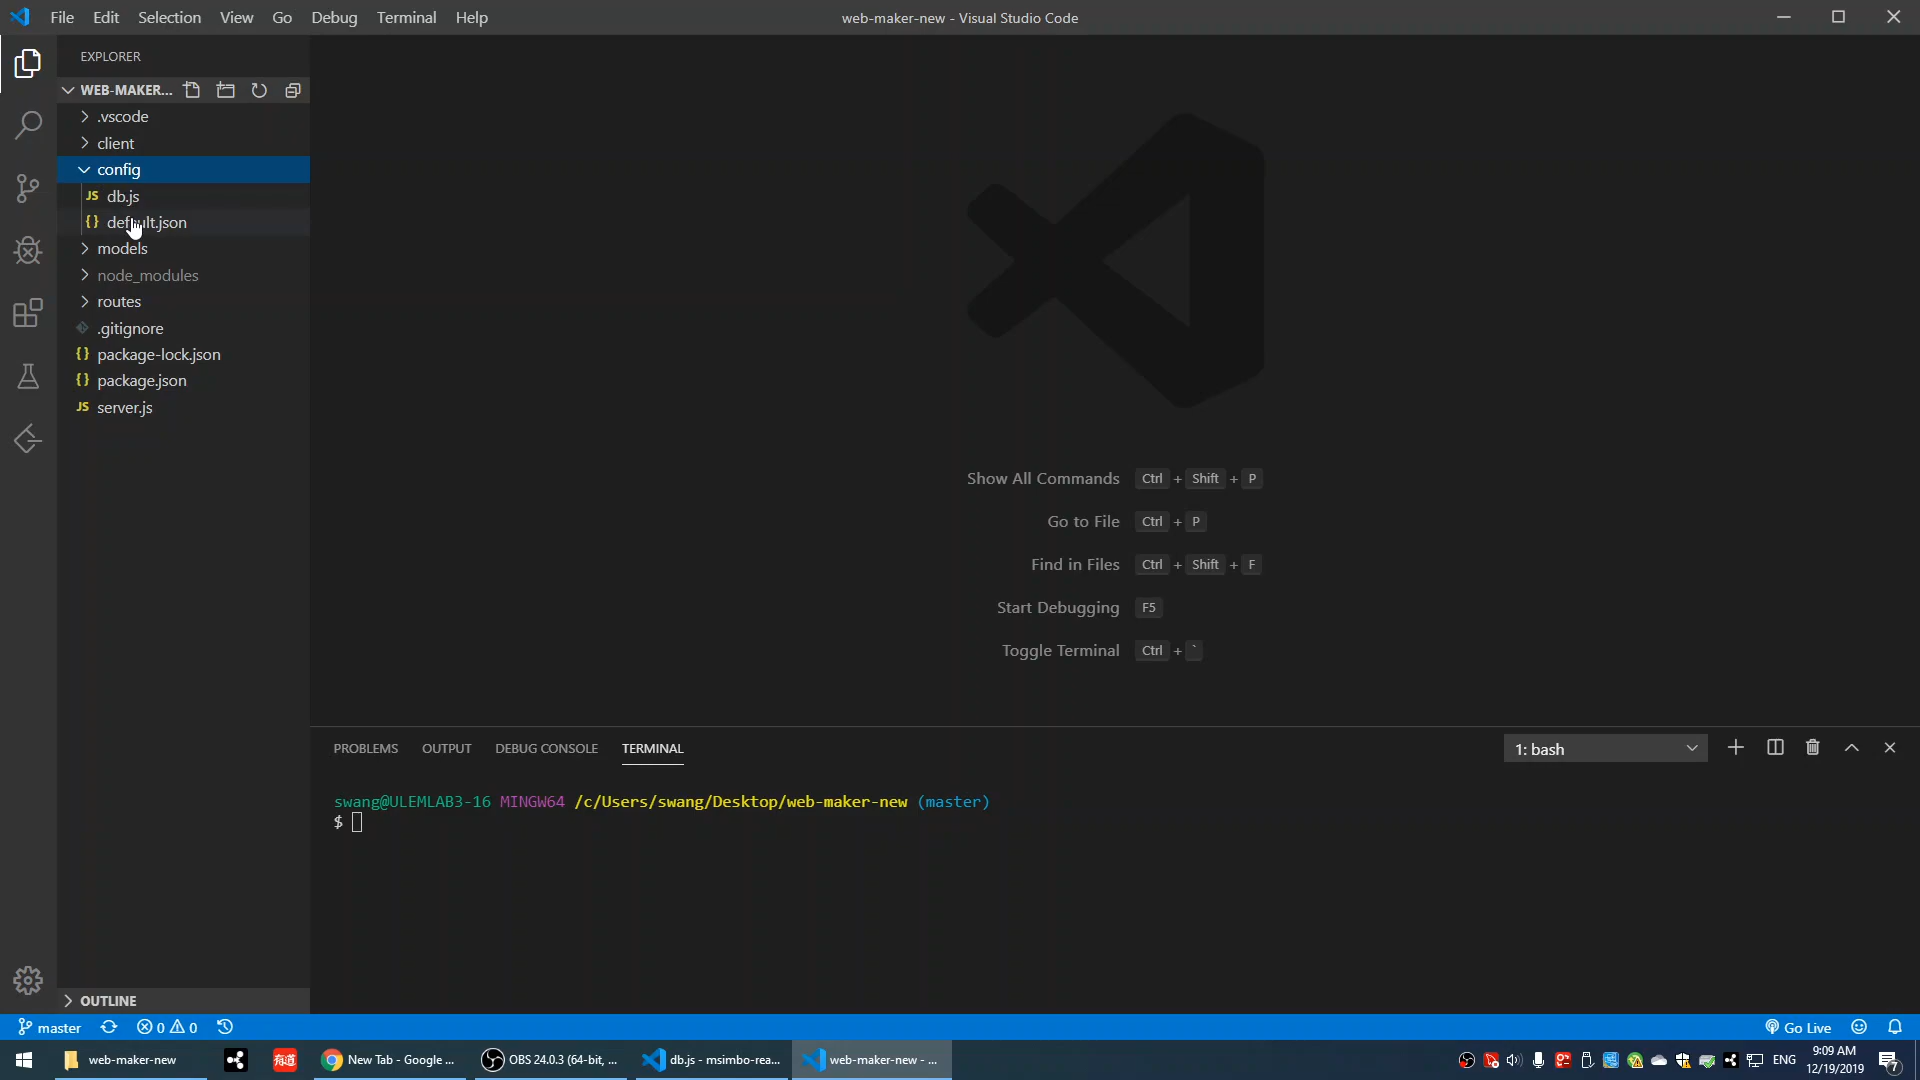 File Edit Selection View Go Debug Terminal Help
web-maker-new - Visual Studio Code
EXPLORER
WEB-MAKER...
.vscode
client
config
JS db.js
{} default.json
models
node_modules
routes
.gitignore
{} package-lock.json
{} package.json
JS server.js
Show All Commands Ctrl + Shift + P
Go to File Ctrl + P
Find in Files Ctrl + Shift + F
Start Debugging F5
Toggle Terminal Ctrl + `
PROBLEMS OUTPUT DEBUG CONSOLE TERMINAL
1: bash
swang@ULEMLAB3-16 MINGW64 /c/Users/swang/Desktop/web-maker-new (master)
$
OUTLINE
master 0 0
Go Live
web-maker-new
有道
New Tab - Google ...
OBS 24.0.3 (64-bit, ...
db.js - msimbo-rea...
web-maker-new - ...
ENG
9:09 AM
12/19/2019
7